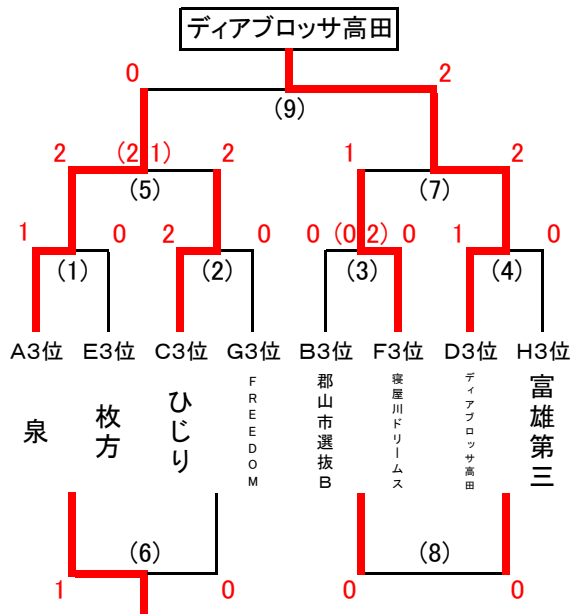 ディアブロッサ高田
0 2
(9)
2 (2 1) 2 1 2
(5) (7)
1 0 2 0 0 (0 2) 0 1 0
(1) (2) (3) (4)
A3位 E3位 C3位 G3位 B3位 F3位 D3位 H3位
泉
枚方
ひじり
FREEDOM
郡山市選抜B
寝屋川ドリームス
ディアブロッサ高田
富雄第三
(6) (8)
1 0 0 0